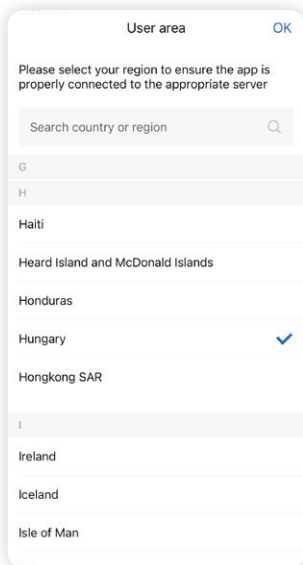 User area
OK
Please select your region to ensure the app is
properly connected to the appropriate server
Search country or region
G
H
Haiti
Heard Island and McDonald Islands
Honduras
Hungary
Hongkong SAR
I
Ireland
Iceland
Isle of Man